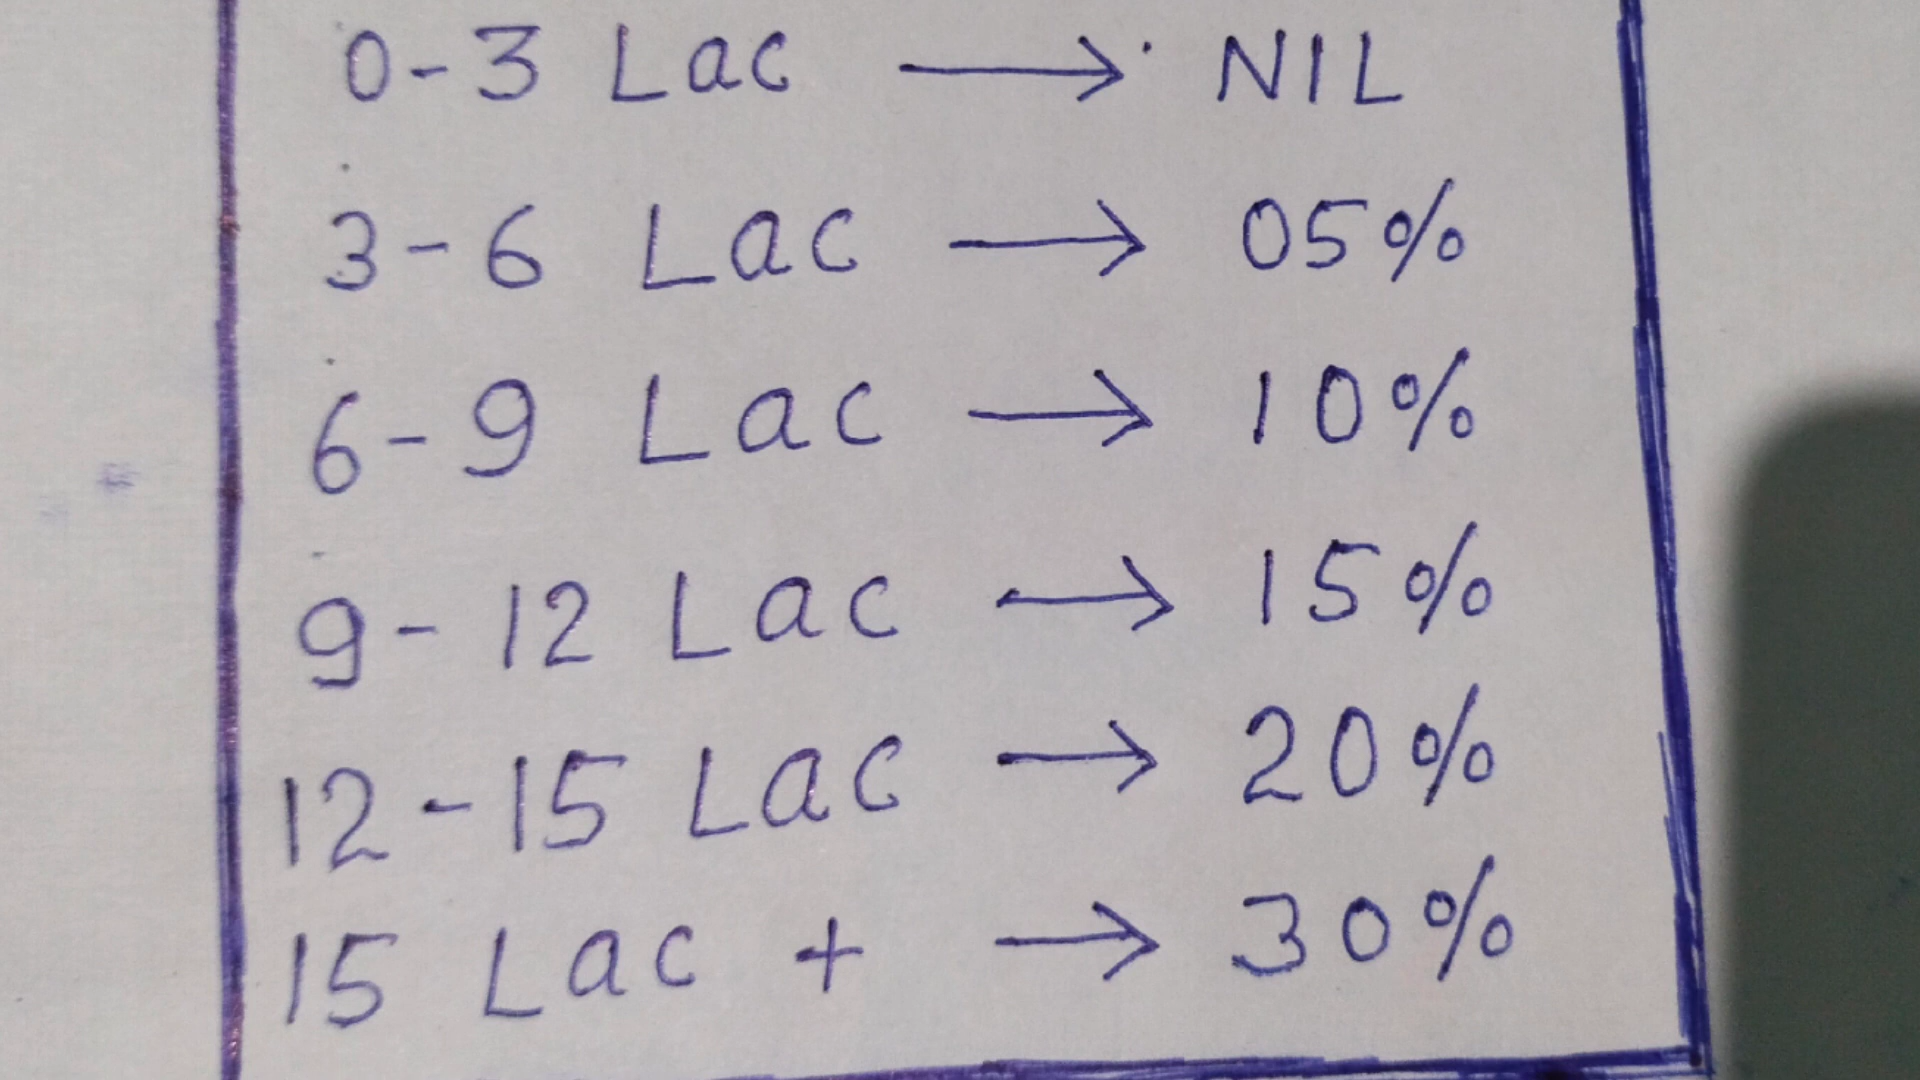 0-3 Lac → NIL
3-6 Lac → 05%
6-9 Lac → 10%
9-12 Lac → 15%
12-15 Lac → 20%
15 Lac + → 30%